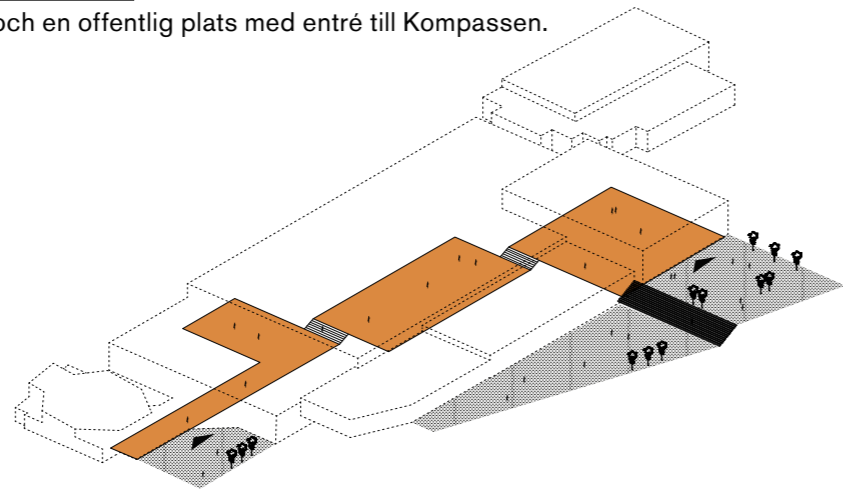 och en offentlig plats med entré till Kompassen.